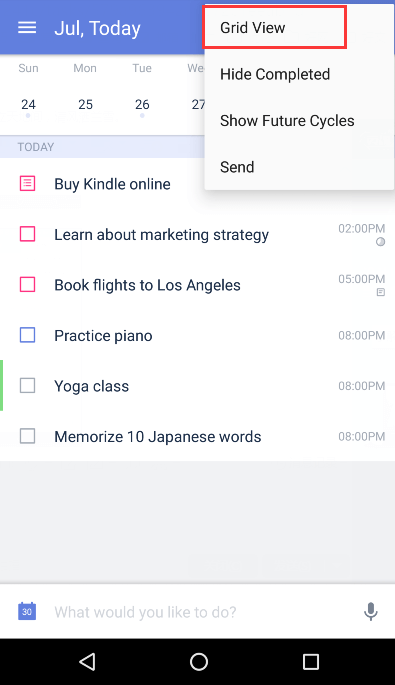 Jul, Today
Grid View
Hide Completed
Show Future Cycles
Send
Sun Mon Tue We
24 25 26 27
TODAY
Buy Kindle online
Learn about marketing strategy 02:00PM
Book flights to Los Angeles 05:00PM
Practice piano 08:00PM
Yoga class 08:00PM
Memorize 10 Japanese words 08:00PM
30 What would you like to do?